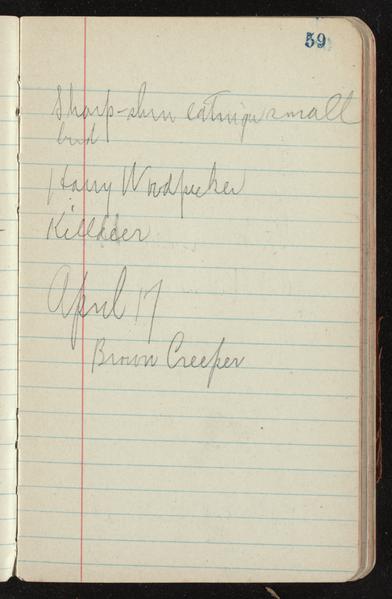 59
Sharp-shin eating small
bird
Hairy Woodpecker
Killdeer
April 17
Brown Creeper